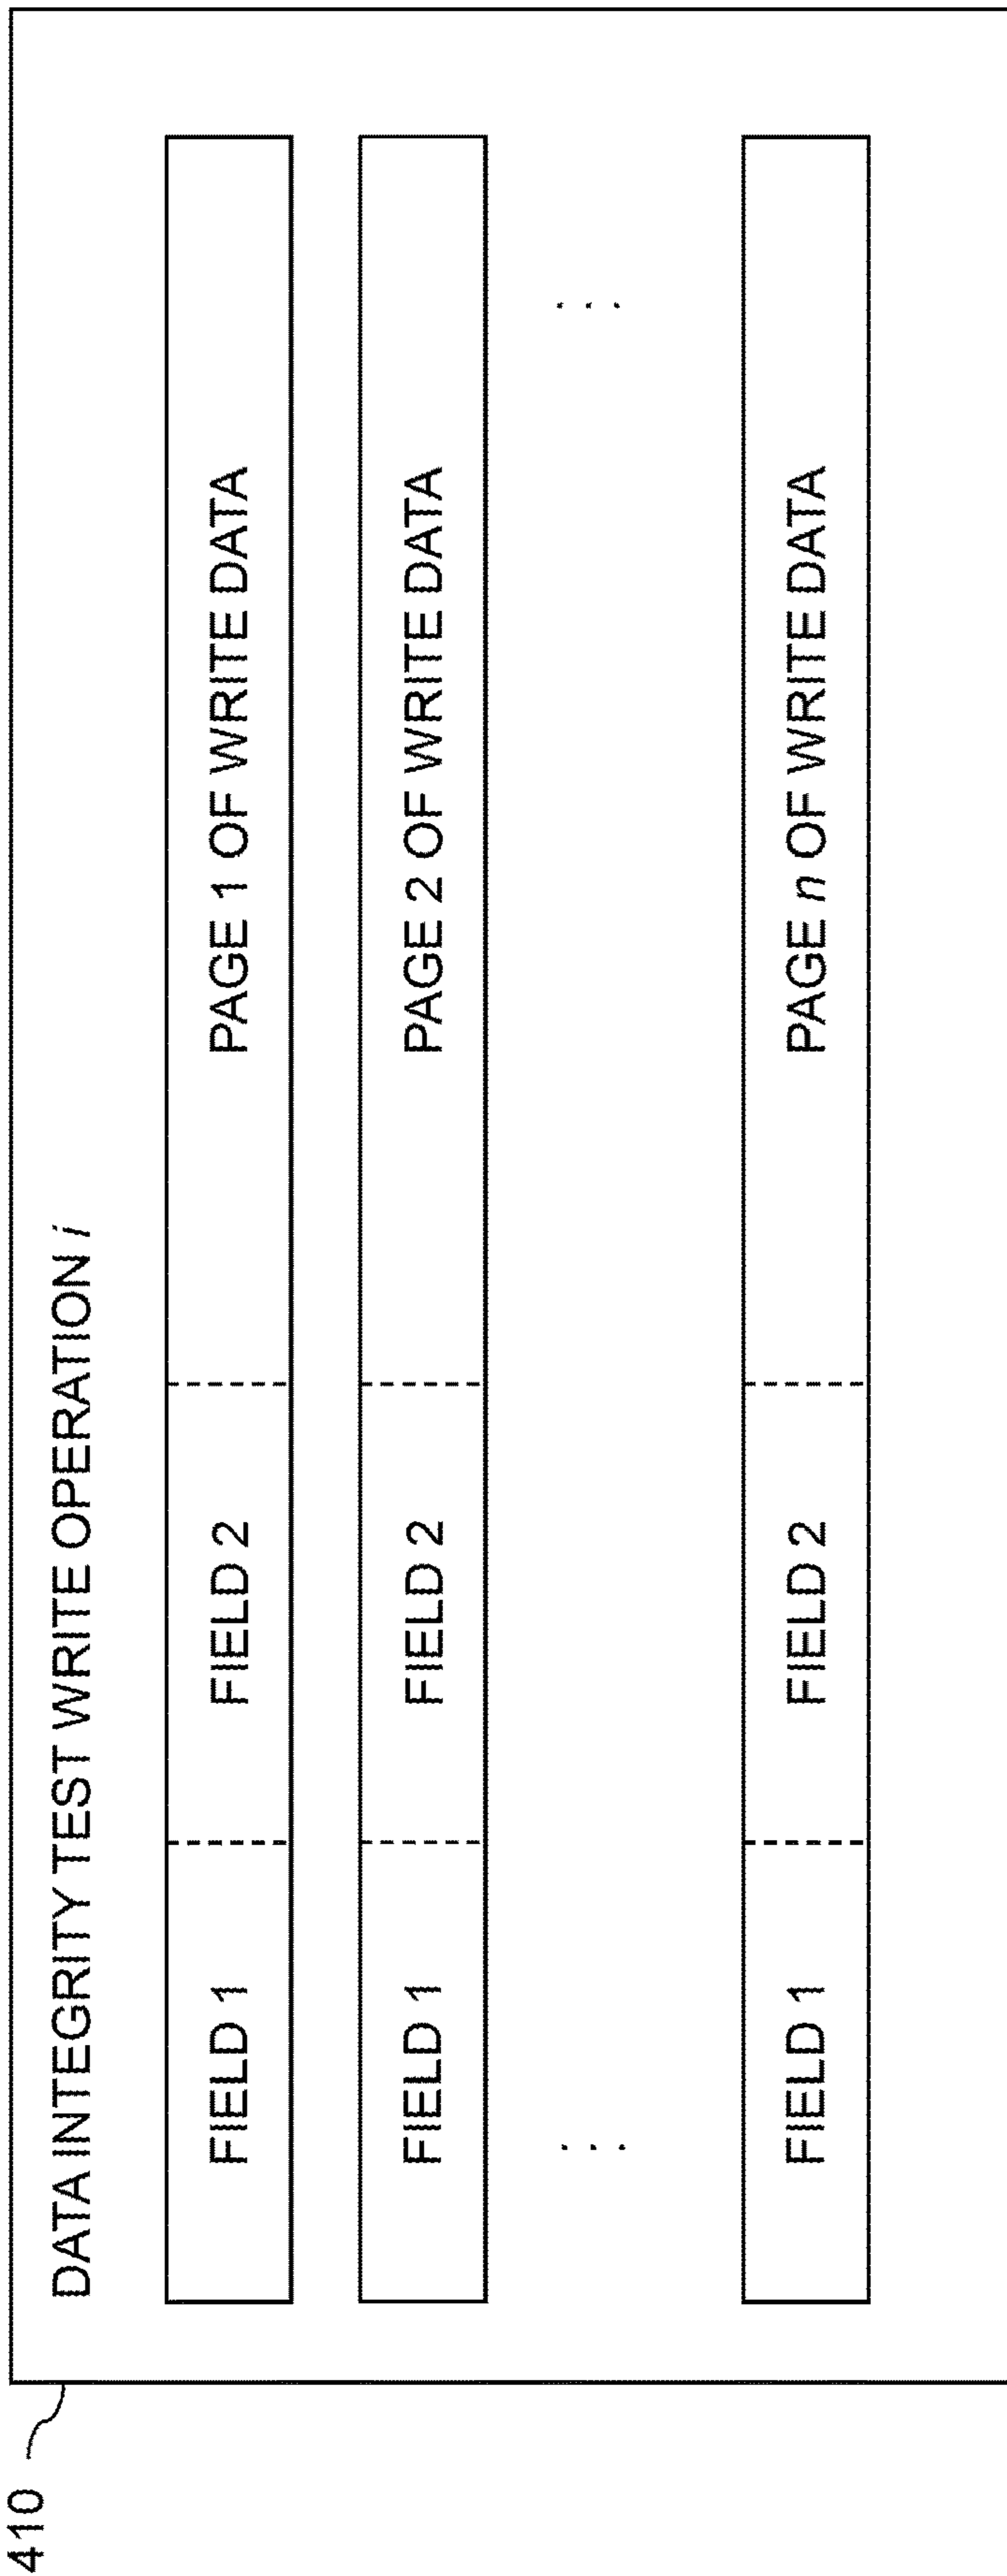 410
DATA INTEGRITY TEST WRITE OPERATION i
FIELD 1 FIELD 2 PAGE 1 OF WRITE DATA
FIELD 1 FIELD 2 PAGE 2 OF WRITE DATA
. . . . . .
FIELD 1 FIELD 2 PAGE n OF WRITE DATA